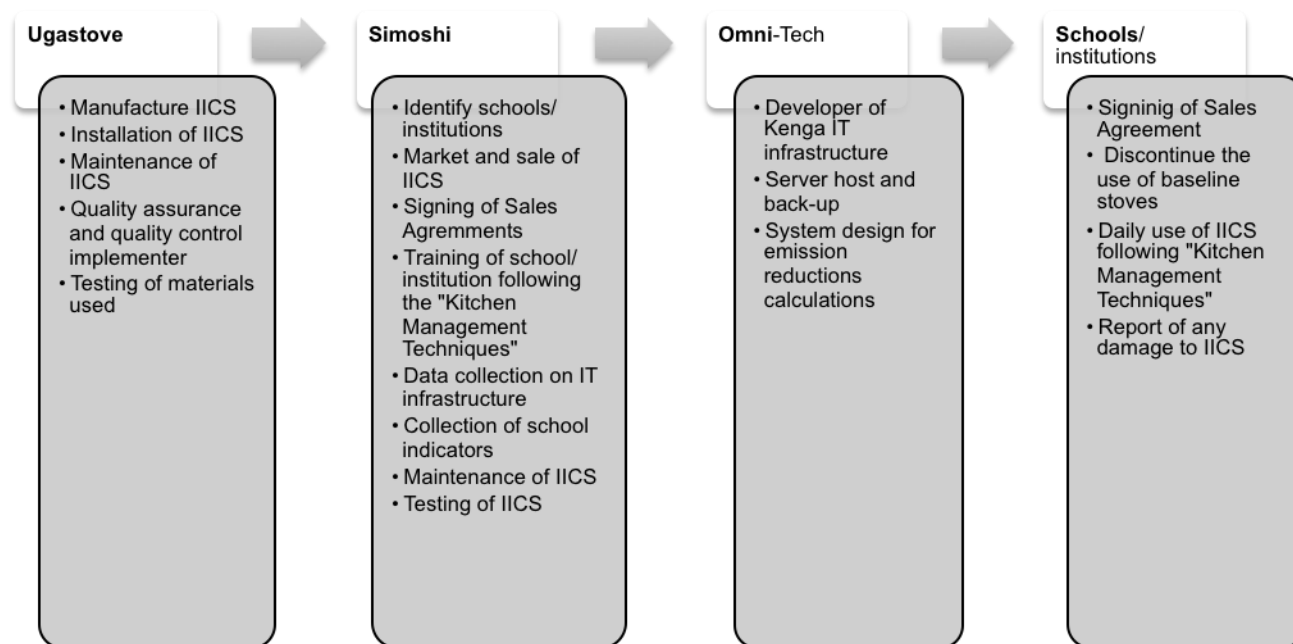 Ugastove
• Manufacture IICS
• Installation of IICS
• Maintenance of
IICS
• Quality assurance
and quality control
implementer
• Testing of materials
used
Simoshi
• Identify schools/
institutions
• Market and sale of
IICS
• Signing of Sales
Agremments
• Training of school/
institution following
the "Kitchen
Management
Techniques"
• Data collection on IT
infrastructure
• Collection of school
indicators
• Maintenance of IICS
• Testing of IICS
Omni-Tech
• Developer of
Kenga IT
infrastructure
• Server host and
back-up
• System design for
emission
reductions
calculations
Schools/
institutions
• Signinig of Sales
Agreement
• Discontinue the
use of baseline
stoves
• Daily use of IICS
following "Kitchen
Management
Techniques"
• Report of any
damage to IICS